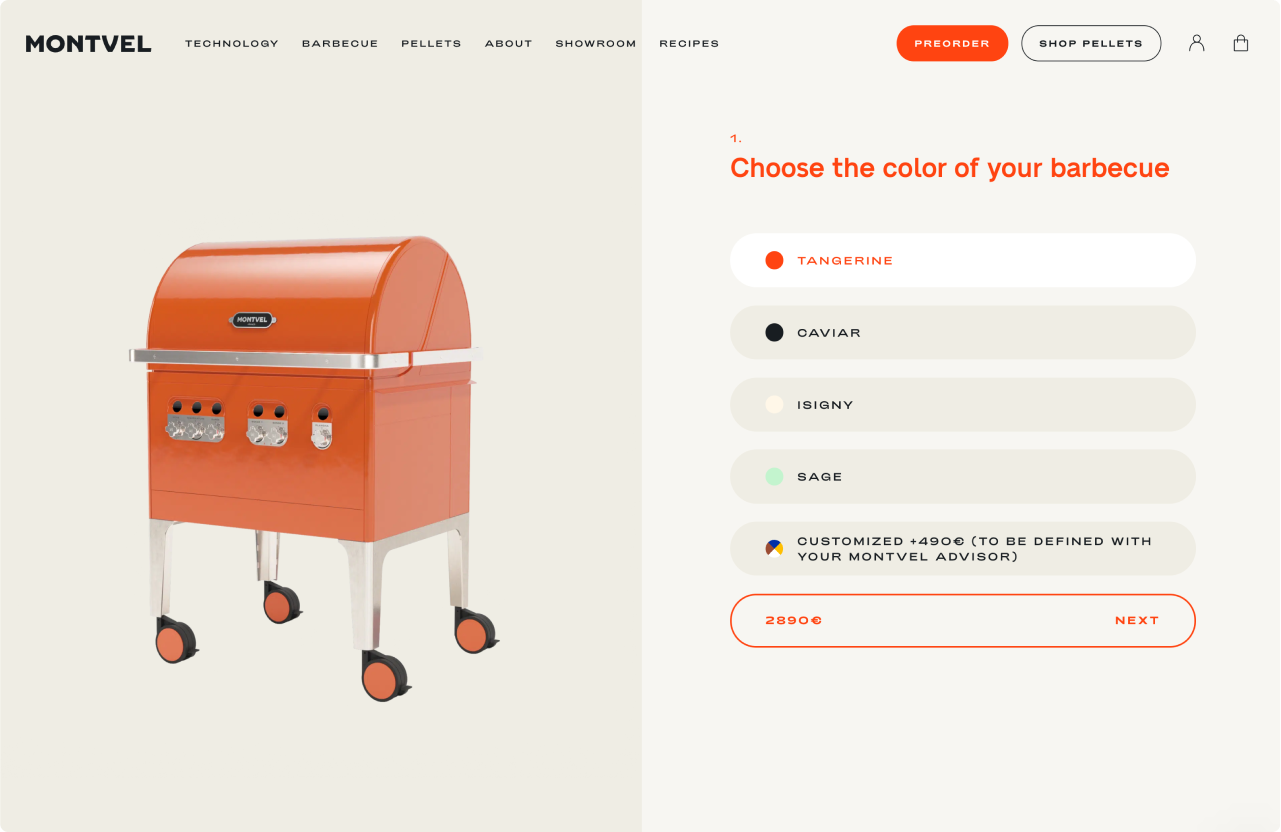 MONTVEL
TECHNOLOGY
BARBECUE
PELLETS
ABOUT
SHOWROOM
RECIPES
PREORDER
SHOP PELLETS
MONTVEL
1.
Choose the color of your barbecue
TANGERINE
CAVIAR
ISIGNY
SAGE
CUSTOMIZED +490€ (TO BE DEFINED WITH
YOUR MONTVEL ADVISOR)
2890€
NEXT